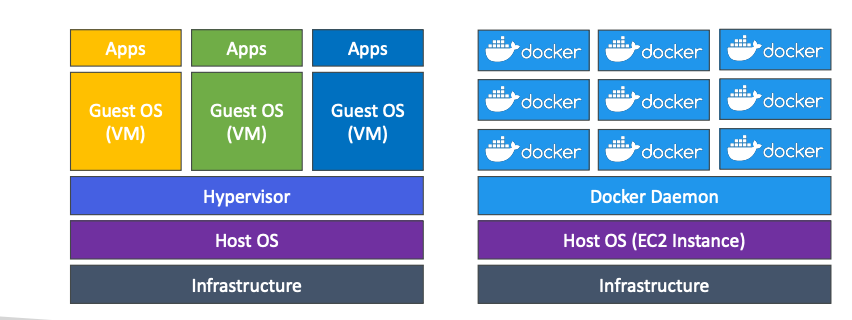 Apps
Apps
Apps
Guest OS
(VM)
Guest OS
(VM)
Guest OS
(VM)
Hypervisor
Host OS
Infrastructure
docker
docker
docker
docker
docker
docker
docker
docker
docker
Docker Daemon
Host OS (EC2 Instance)
Infrastructure